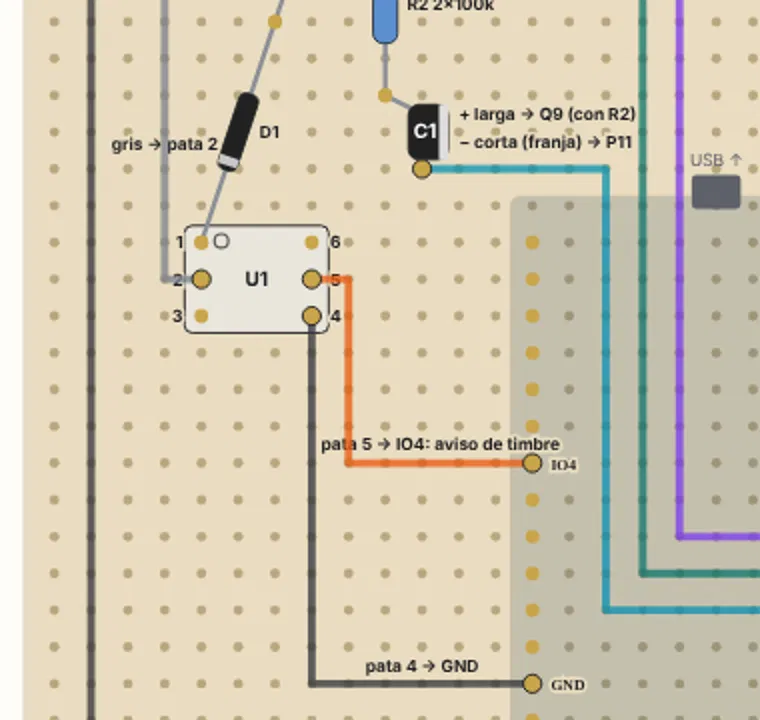 R2 2×100k
+ larga → Q9 (con R2)
D1
C1
gris → pata 2
− corta (franja) → P11
USB ↑
1
6
2
U1
5
3
4
pata 5 → IO4: aviso de timbre
IO4
pata 4 → GND
GND